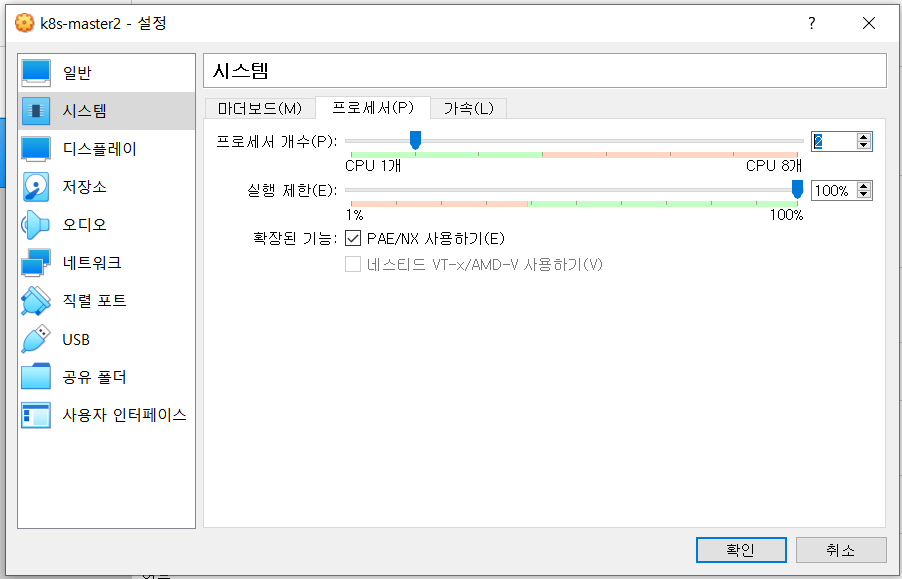 k8s-master2 - 설정
일반
시스템
디스플레이
저장소
오디오
네트워크
직렬 포트
USB
공유 폴더
사용자 인터페이스
시스템
마더보드(M) 프로세서(P) 가속(L)
프로세서 개수(P): 2
CPU 1개 CPU 8개
실행 제한(E): 100%
1% 100%
확장된 기능: PAE/NX 사용하기(E)
네스티드 VT-x/AMD-V 사용하기(V)
확인 취소